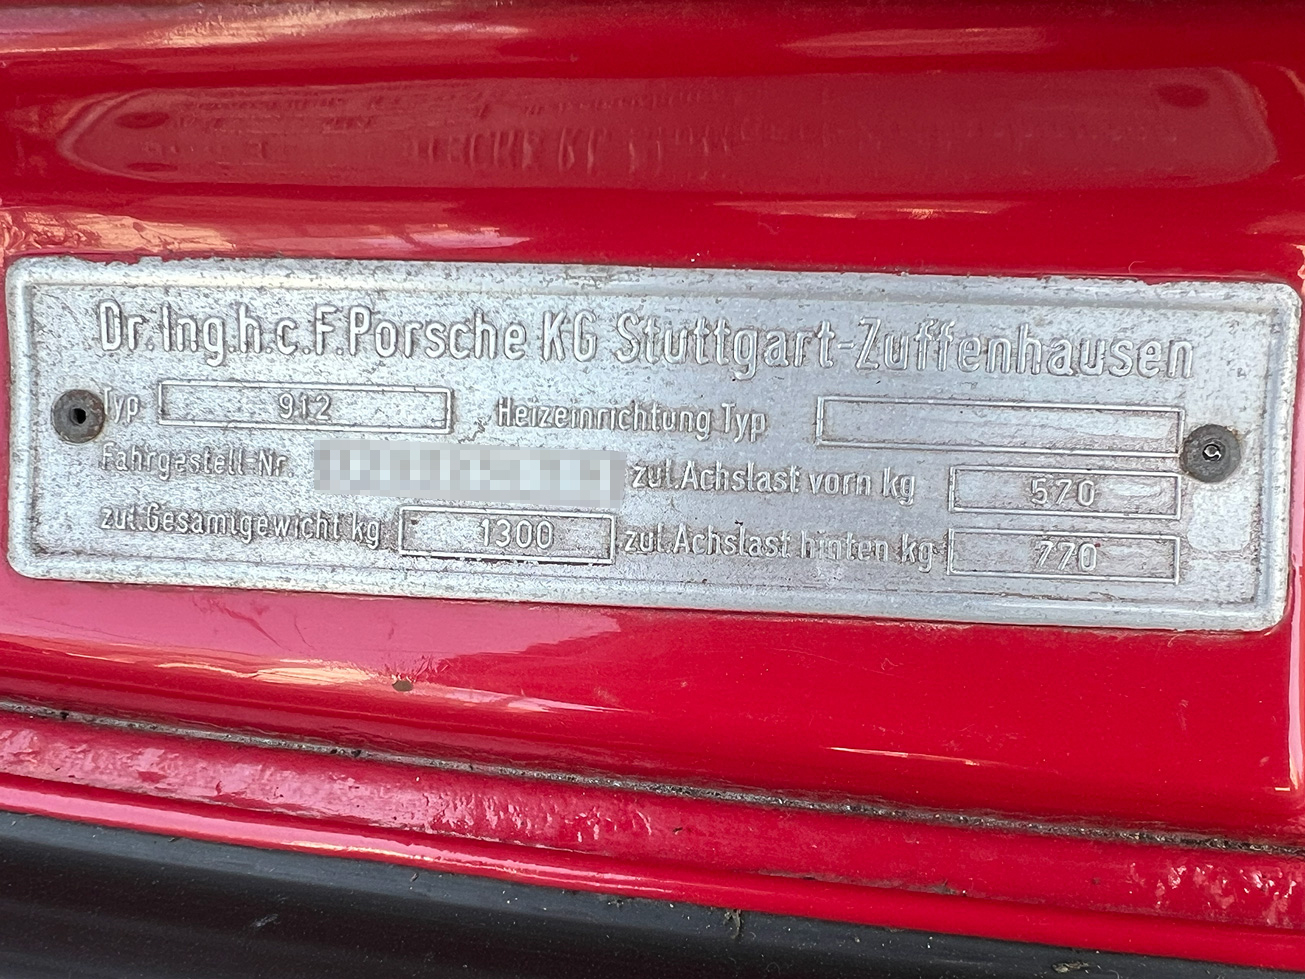 Dr.Ing.h.c.F.Porsche KG Stuttgart-Zuffenhausen
Typ 912 Heizeinrichtung Typ
Fahrgestell-Nr. zul.Achslast vorn kg 570
zul.Gesamtgewicht kg 1300 zul.Achslast hinten kg 770